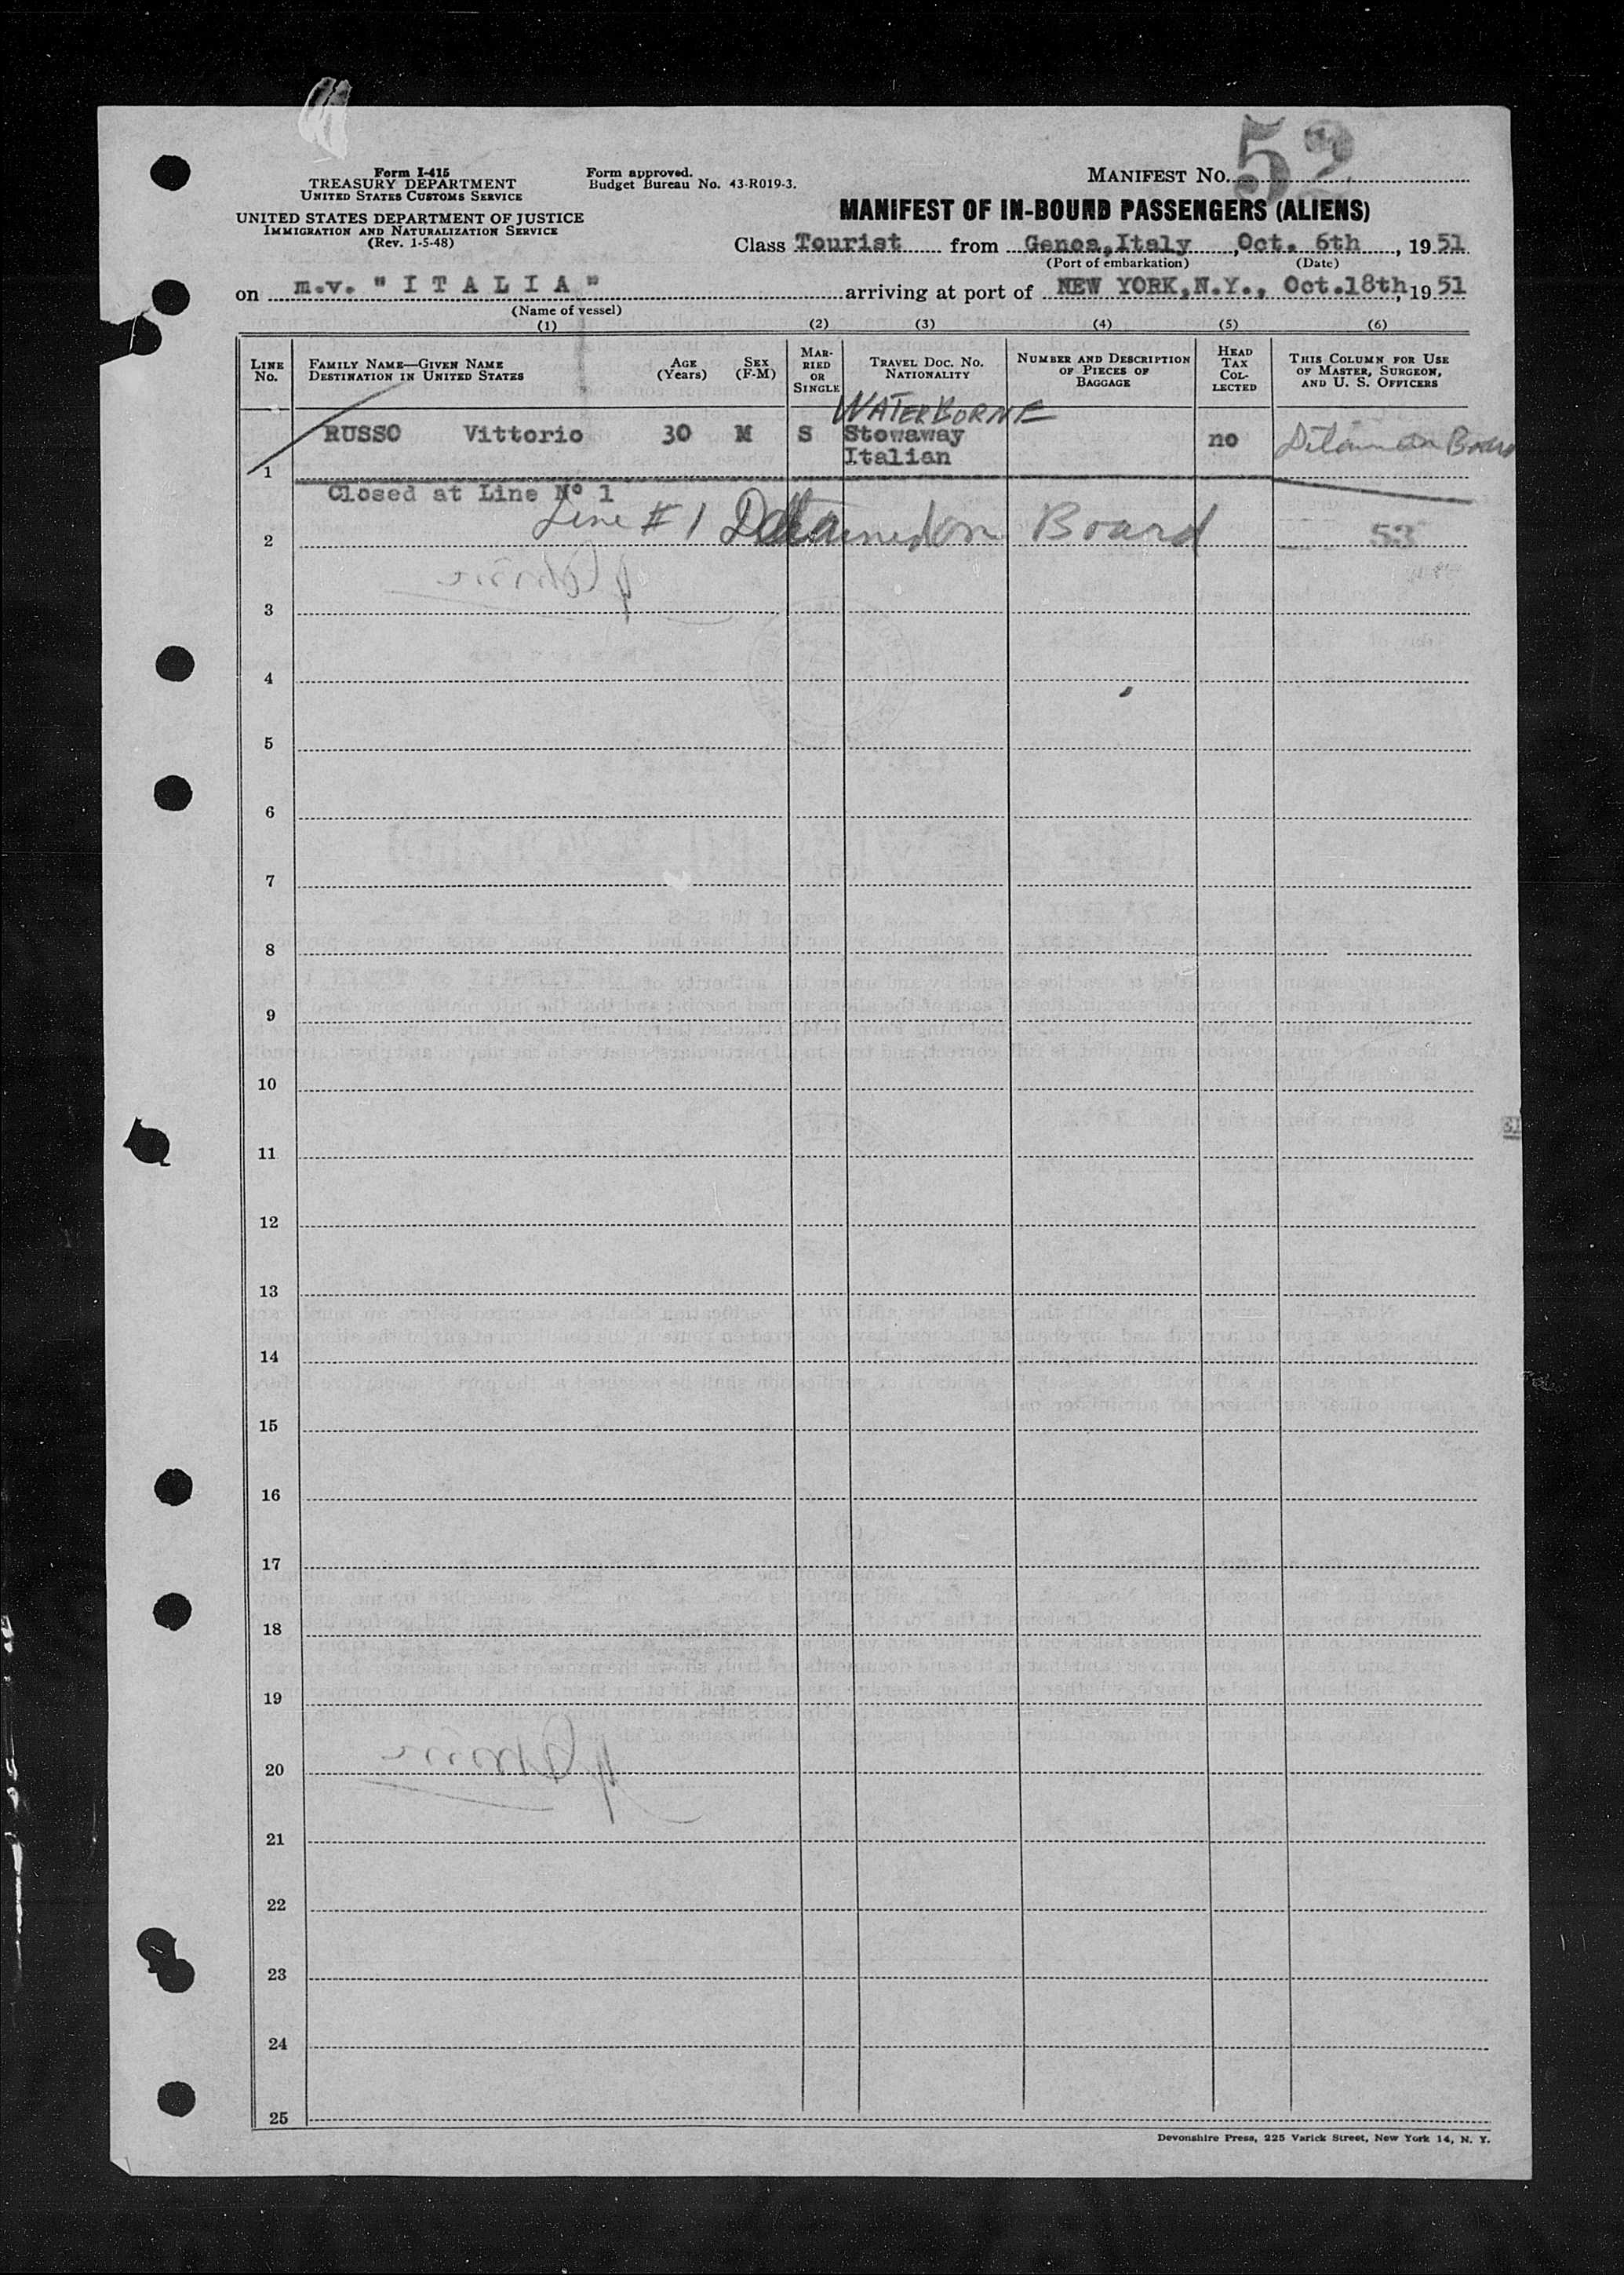 Form I-415
TREASURY DEPARTMENT
UNITED STATES CUSTOMS SERVICE
UNITED STATES DEPARTMENT OF JUSTICE
IMMIGRATION AND NATURALIZATION SERVICE
(Rev. 1-5-48)
Form approved.
Budget Bureau No. 43-R019-3.
MANIFEST NO. 52
MANIFEST OF IN-BOUND PASSENGERS (ALIENS)
Class Tourist from Genoa, Italy, Oct. 6th, 1951
(Port of embarkation) (Date)
on m.v. "ITALIA" arriving at port of NEW YORK, N.Y., Oct. 18th, 1951
(Name of vessel)
(1) (2) (3) (4) (5) (6)
LINE No.
FAMILY NAME—GIVEN NAME
DESTINATION IN UNITED STATES
AGE (Years)
SEX (F-M)
MARRIED OR SINGLE
TRAVEL DOC. NO.
NATIONALITY
NUMBER AND DESCRIPTION
OF PIECES OF
BAGGAGE
HEAD TAX COLLECTED
THIS COLUMN FOR USE
OF MASTER, SURGEON,
AND U. S. OFFICERS
WATERBORNE
RUSSO Vittorio 30 M S Stowaway no Detain on Board
1 Italian
Closed at Line No 1
Line # 1 Detained on Board
2 53
3
4
5
6
7
8
9
10
11
12
13
14
15
16
17
18
19
20
21
22
23
24
25
Devonshire Press, 225 Varick Street, New York 14, N. Y.